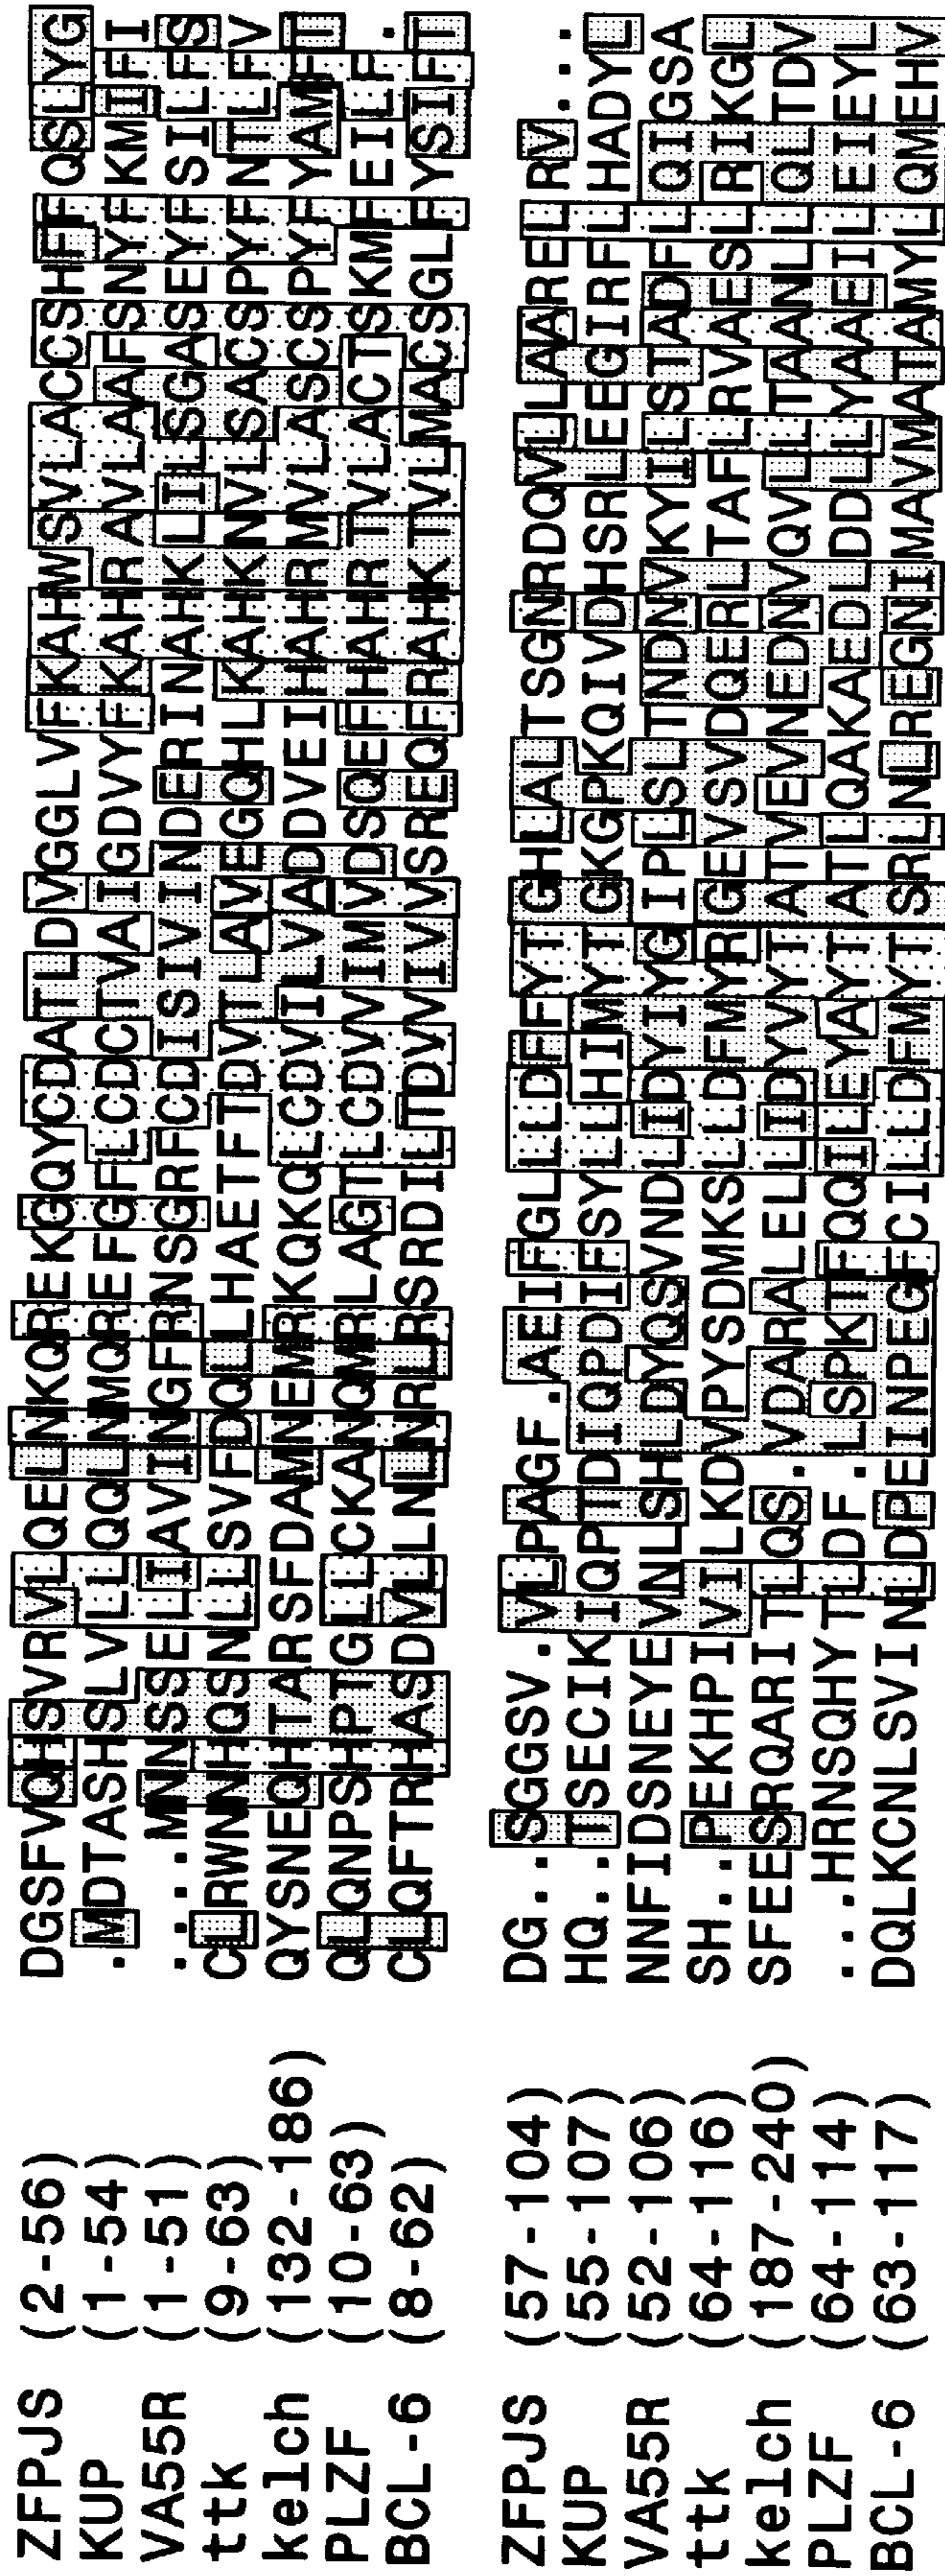 ZFPJS (2-56) DGSFVQHSVRVLQELNKQREKGQYCDATLDVGGLVFKAHWSVLACCSHFFQSLYG
KUP (1-54) .MDTASHSLVLLQQLNMQREFGFLCDCTVAIGDVYFKAHRAVLAAFSNYFKMIFI
VA55R (1-51) ....MNNSSELIAVINGFRNSGRFCDISIVINDERINAHKLILSGASEYFSILFS
ttk (9-63) CLRWNNHQSNLLSVFDQLLHAETFTDVTLAVEGQHLKAHKMVLSACSPYFNTLFV
kelch (132-186) QYSNEQHTARSFDAMNEMRKQKQLCDVILVADDVEIHAHRMVLASCSPYFYAMFT
PLZF (10-63) QLQNPSHPTGLLCKANQMRLAGTLCDVVIMVDSQEFHAHRTVLACTSKMFEILF.
BCL-6 (8-62) CLQFTRHASDVLLNLNRLRSRDILTDVVIVVSREQFRAHKTVLMACSGLFYSIFT
ZFPJS (57-104) DG..SGGSV.VLPAGF.AEIFGLLLDFFYTGHLALTSGNRDQVLLAARELRV...
KUP (55-107) HQ..TSECIKIQPTDIQPDIFSYLLHIMYTGKGPKQIVDHSRLEEGIRFLHADYL
VA55R (52-106) NNFIDSNEYEVNLSHLDYQSVNDLIDYIYGIPLSLTNDNVKYILSTADFLQIGSA
ttk (64-116) SH..PEKHPIVILKDVPYSDMKSLLDFMYRGEVSVDQERLTAFLRVAESLRIKGL
kelch (187-240) SFEESRQARITLQS.VDARALELLIDYVYTATVEVNEDNVQVLLTAANLLQLTDV
PLZF (64-114) ...HRNSQHYTLDF.LSPKTFQQILEYAYTATLQAKAEDLDDLLYAAEILEIEYL
BCL-6 (63-117) DQLKCNLSVINLDPEINPEGFCILLDFMYTSRLNLREGNIMAVMATAMYLQMEHV